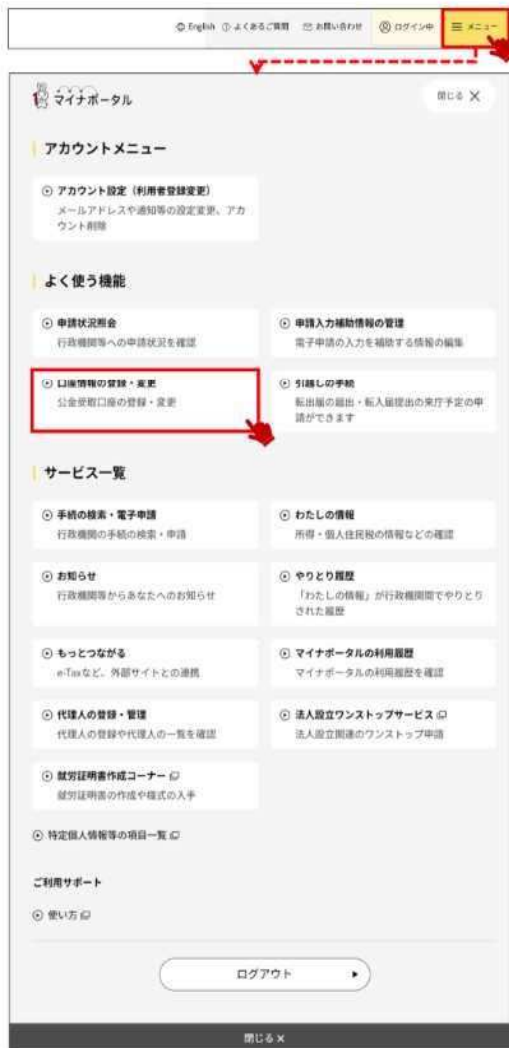 English よくあるご質問 お問い合わせ ログイン中 メニュー
マイナポータル
閉じる ×
アカウントメニュー
アカウント設定（利用者登録変更）
メールアドレスや通知等の設定変更、アカ
ウント削除
よく使う機能
申請状況照会
行政機関等への申請状況を確認
申請入力補助情報の管理
電子申請の入力を補助する情報の編集
口座情報の登録・変更
公金受取口座の登録・変更
引越しの手続
転出届の届出・転入届提出の来庁予定の申
請ができます
サービス一覧
手続の検索・電子申請
行政機関の手続の検索・申請
わたしの情報
所得・個人住民税の情報などの確認
お知らせ
行政機関等からあなたへのお知らせ
やりとり履歴
「わたしの情報」が行政機関間でやりとり
された履歴
もっとつながる
e-Taxなど、外部サイトとの連携
マイナポータルの利用履歴
マイナポータルの利用履歴を確認
代理人の登録・管理
代理人の登録や代理人の一覧を確認
法人設立ワンストップサービス
法人設立関連のワンストップ申請
就労証明書作成コーナー
就労証明書の作成や様式の入手
特定個人情報等の項目一覧
ご利用サポート
使い方
ログアウト
閉じる ×